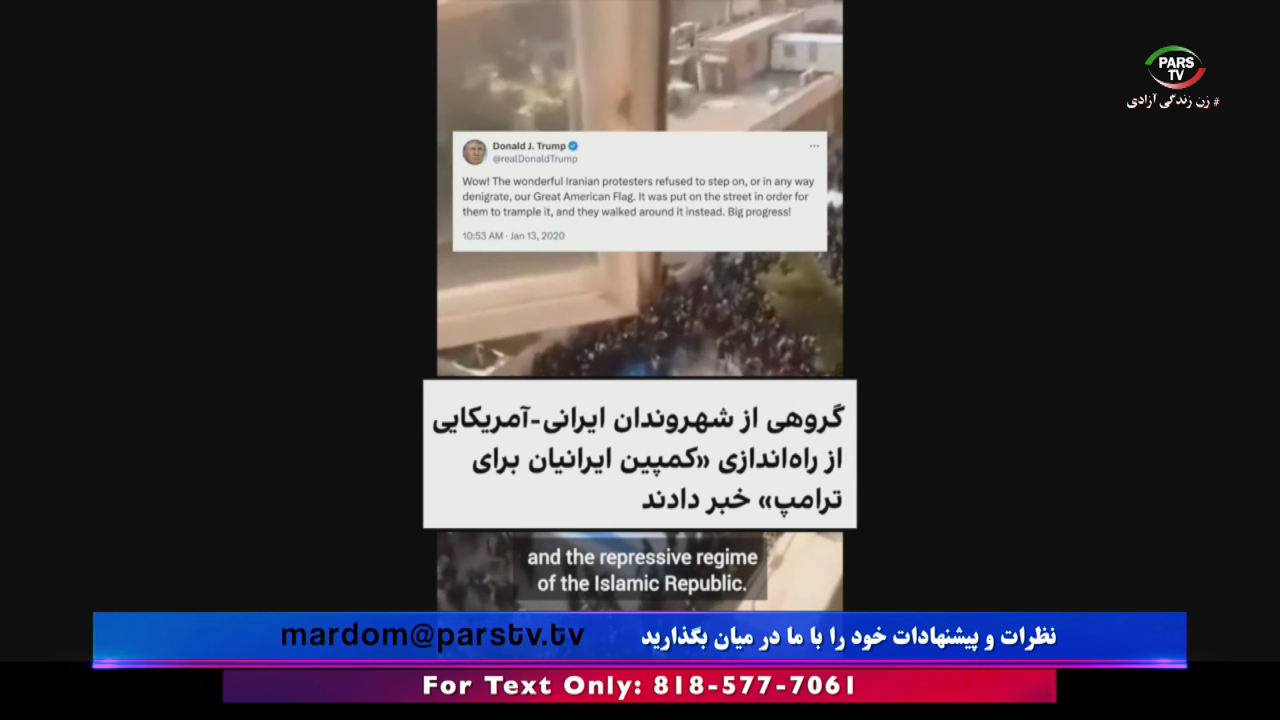 PARS
TV
# زن زندگی آزادی
Donald J. Trump
@realDonaldTrump
Wow! The wonderful Iranian protesters refused to step on, or in any way
denigrate, our Great American Flag. It was put on the street in order for
them to trample it, and they walked around it instead. Big progress!
10:53 AM · Jan 13, 2020
گروهی از شهروندان ایرانی-آمریکایی
از راه‌اندازی «کمپین ایرانیان برای
ترامپ» خبر دادند
and the repressive regime
of the Islamic Republic.
نظرات و پیشنهادات خود را با ما در میان بگذارید mardom@parstv.tv
For Text Only: 818-577-7061